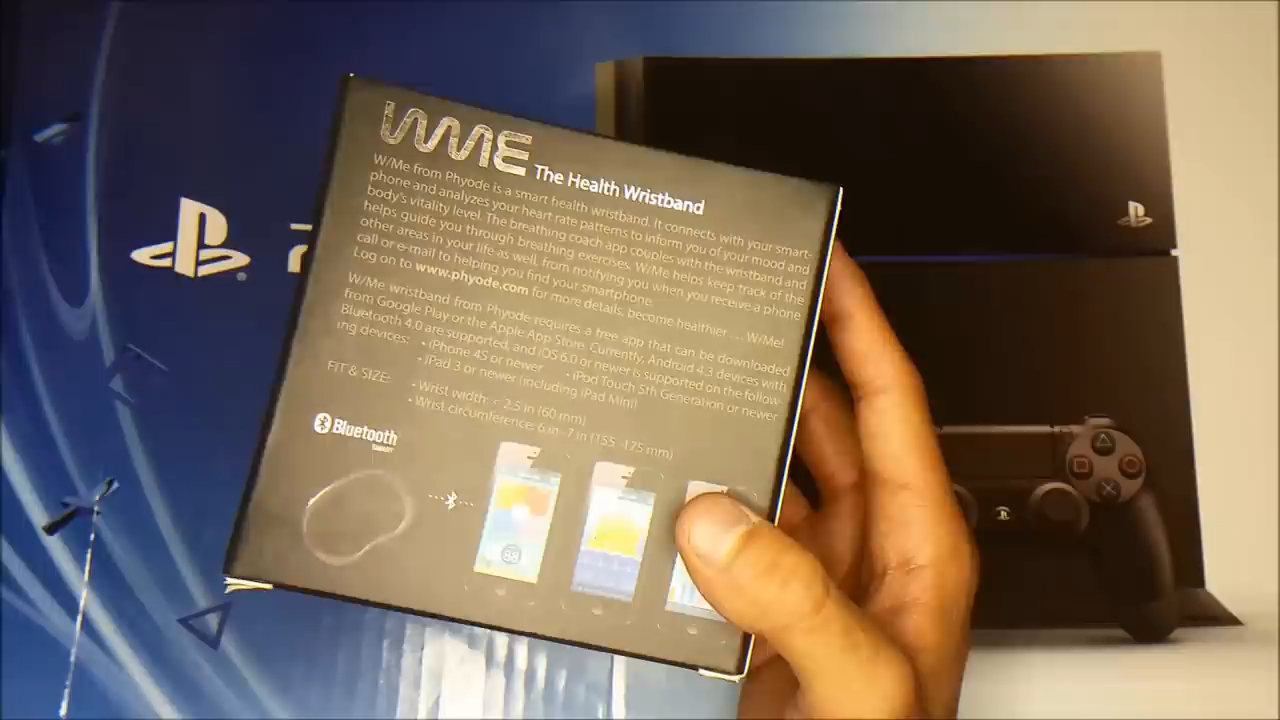 WME The Health Wristband
W/Me from Phyode is a smart health wristband. It connects with your smart-
phone and analyzes your heart rate patterns to inform you of your mood and
body's vitality level. The breathing coach app couples with the wristband and
helps guide you through breathing exercises. W/Me helps keep track of the
other areas in your life as well, from notifying you when you receive a phone
call or e-mail to helping you find your smartphone.
Log on to www.phyode.com for more details, become healthier . . . W/Me!
W/Me wristband from Phyode requires a free app that can be downloaded
from Google Play or the Apple App Store. Currently, Android 4.3 devices with
Bluetooth 4.0 are supported, and iOS 6.0 or newer is supported on the follow-
ing devices: • iPhone 4S or newer • iPod Touch 5th Generation or newer
• iPad 3 or newer (including iPad Mini)
FIT & SIZE: • Wrist width: < 2.5 in (60 mm)
• Wrist circumference: 6 in - 7 in (155 - 175 mm)
Bluetooth
SMART
88